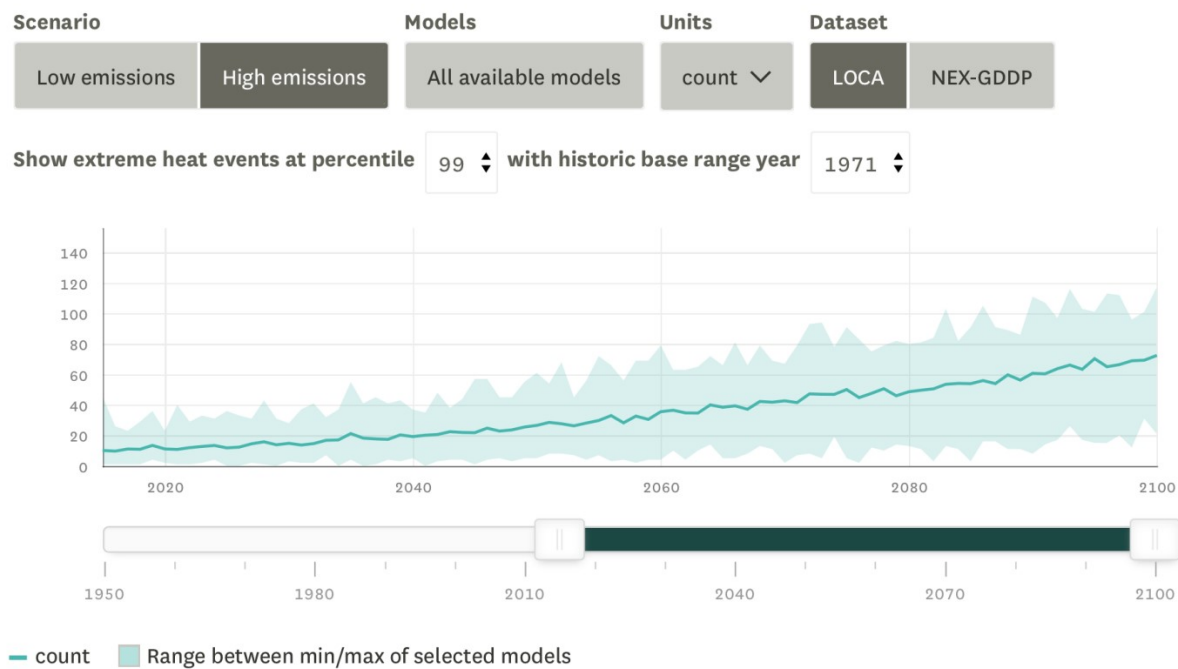 Scenario Models Units Dataset
Low emissions High emissions All available models count LOCA NEX-GDDP
Show extreme heat events at percentile 99 with historic base range year 1971
140
120
100
80
60
40
20
0
2020 2040 2060 2080 2100
1950 1980 2010 2040 2070 2100
count Range between min/max of selected models